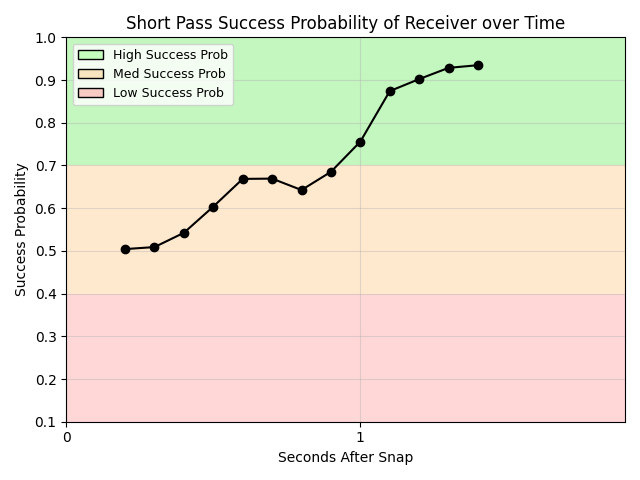 Short Pass Success Probability of Receiver over Time
High Success Prob
Med Success Prob
Low Success Prob
Success Probability
1.0
0.9
0.8
0.7
0.6
0.5
0.4
0.3
0.2
0.1
0
1
Seconds After Snap